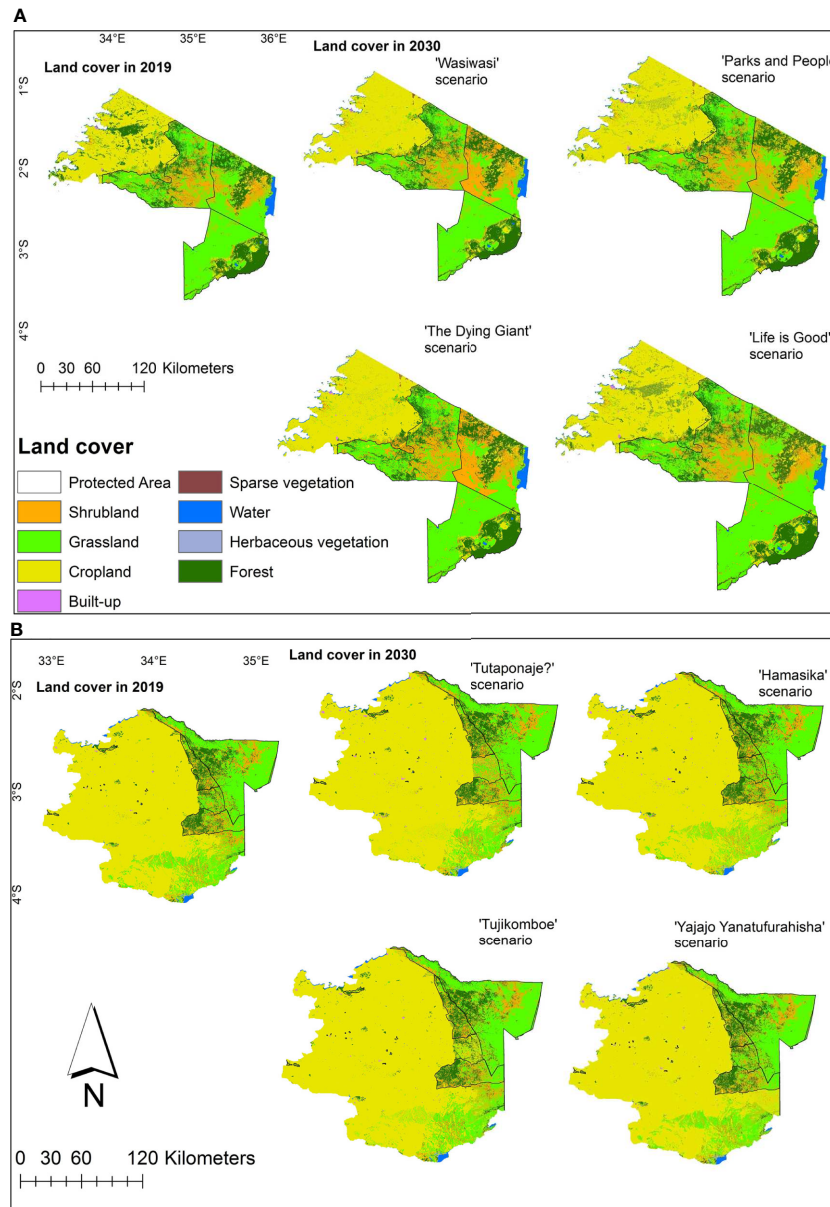 A
34°E 35°E 36°E
Land cover in 2019
Land cover in 2030
'Wasiwasi'
scenario
'Parks and People
scenario
1°S
2°S
3°S
4°S
'The Dying Giant'
scenario
'Life is Good'
scenario
0 30 60 120 Kilometers
Land cover
Protected Area
Shrubland
Grassland
Cropland
Built-up
Sparse vegetation
Water
Herbaceous vegetation
Forest
B
33°E 34°E 35°E
Land cover in 2019
Land cover in 2030
'Tutaponaje?'
scenario
'Hamasika'
scenario
2°S
3°S
4°S
'Tujikomboe'
scenario
'Yajajo Yanatufurahisha'
scenario
N
0 30 60 120 Kilometers